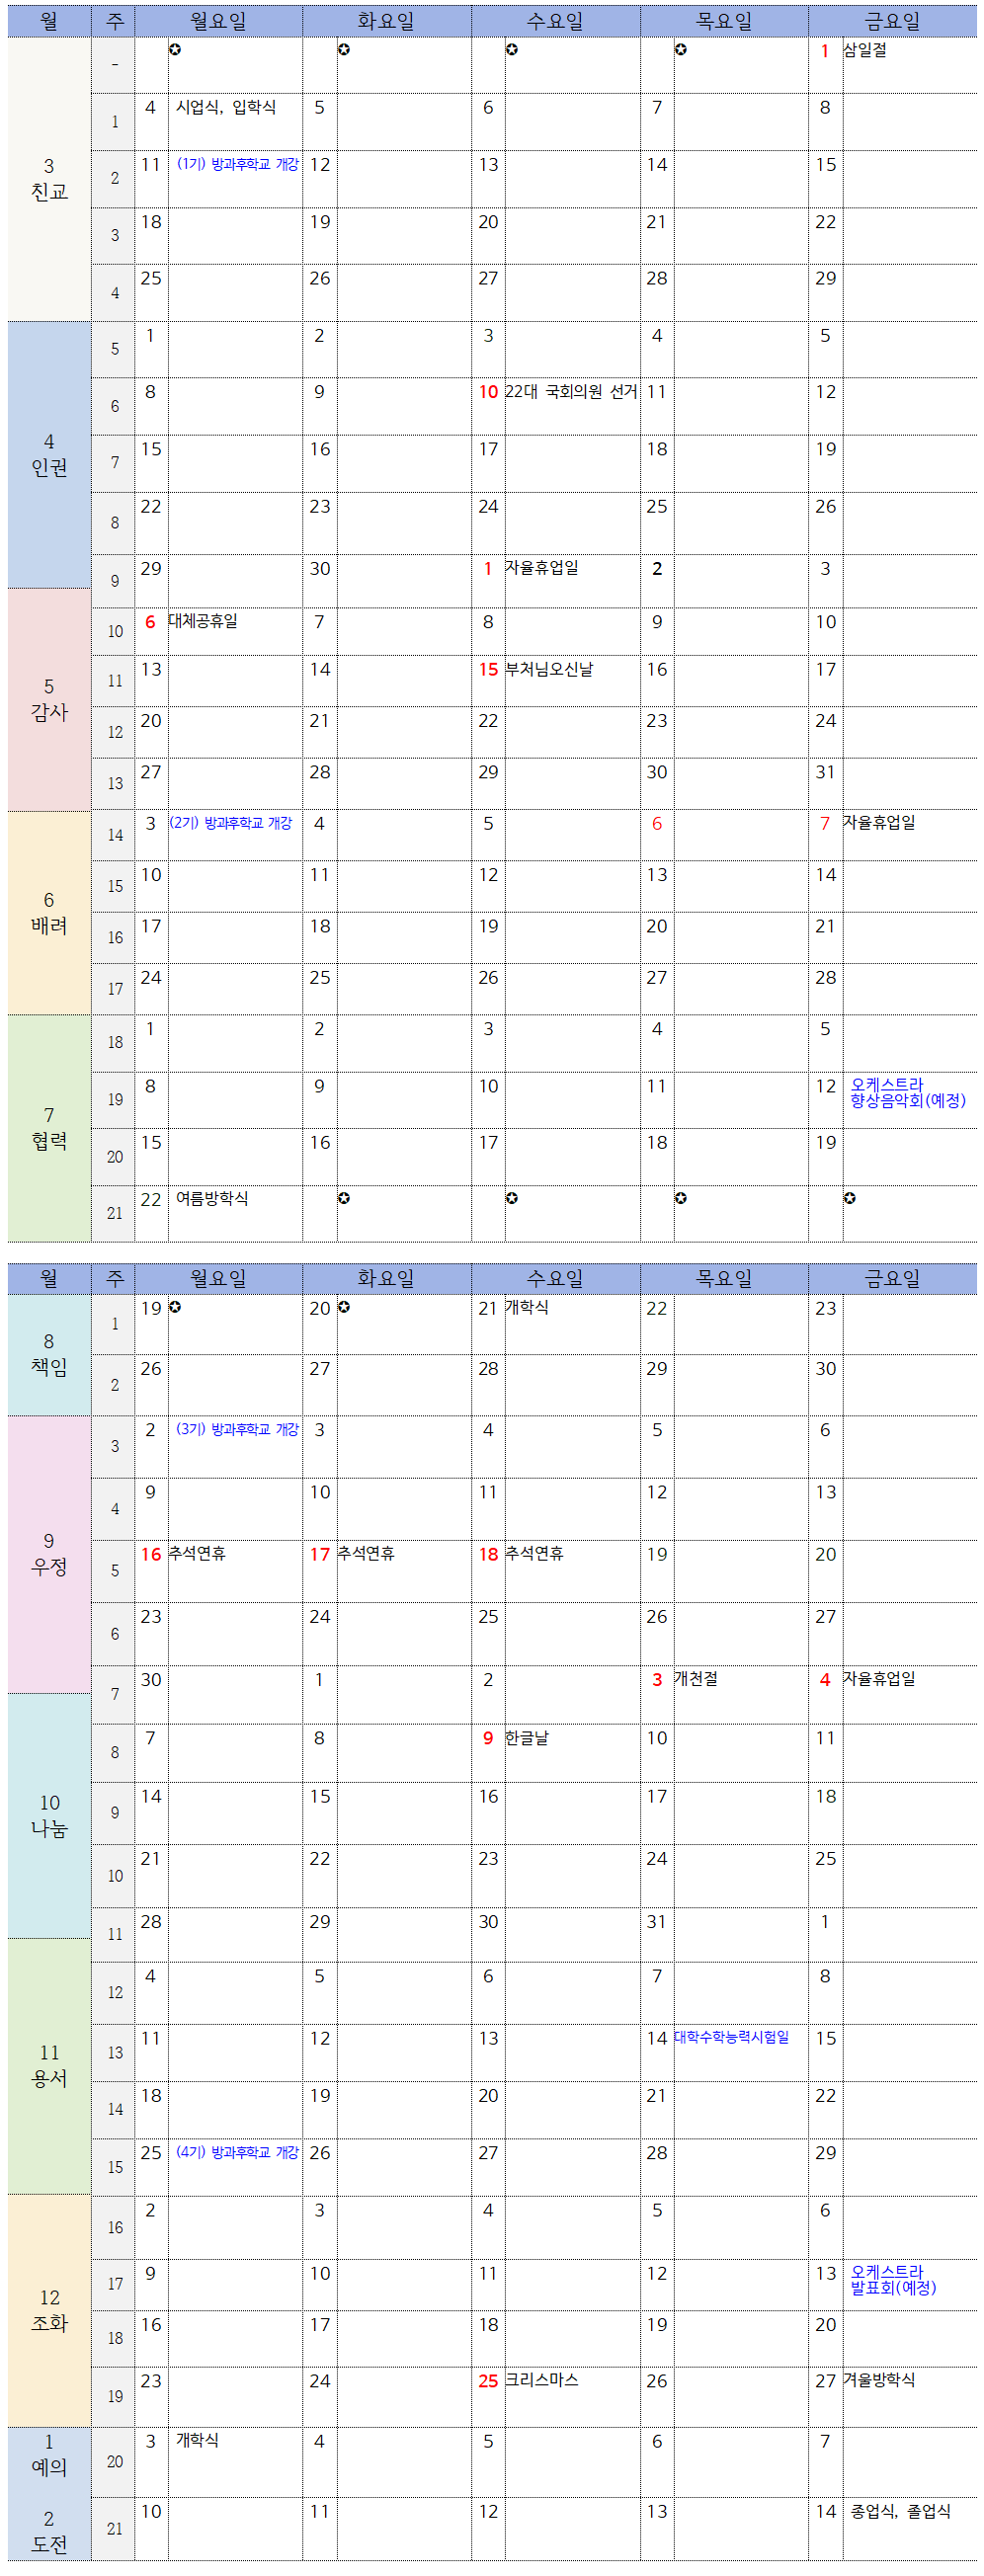 월 주 월요일 화요일 수요일 목요일 금요일
3
친교
- ✪ ✪ ✪ ✪ 1 삼일절
1 4 시업식, 입학식 5 6 7 8
2 11 (1기) 방과후학교 개강 12 13 14 15
3 18 19 20 21 22
4 25 26 27 28 29
4
인권
5 1 2 3 4 5
6 8 9 10 22대 국회의원 선거 11 12
7 15 16 17 18 19
8 22 23 24 25 26
9 29 30 1 자율휴업일 2 3
5
감사
10 6 대체공휴일 7 8 9 10
11 13 14 15 부처님오신날 16 17
12 20 21 22 23 24
13 27 28 29 30 31
6
배려
14 3 (2기) 방과후학교 개강 4 5 6 7 자율휴업일
15 10 11 12 13 14
16 17 18 19 20 21
17 24 25 26 27 28
7
협력
18 1 2 3 4 5
19 8 9 10 11 12 오케스트라
향상음악회(예정)
20 15 16 17 18 19
21 22 여름방학식 ✪ ✪ ✪ ✪
월 주 월요일 화요일 수요일 목요일 금요일
8
책임
1 19 ✪ 20 ✪ 21 개학식 22 23
2 26 27 28 29 30
9
우정
3 2 (3기) 방과후학교 개강 3 4 5 6
4 9 10 11 12 13
5 16 추석연휴 17 추석연휴 18 추석연휴 19 20
6 23 24 25 26 27
7 30 1 2 3 개천절 4 자율휴업일
10
나눔
8 7 8 9 한글날 10 11
9 14 15 16 17 18
10 21 22 23 24 25
11 28 29 30 31 1
11
용서
12 4 5 6 7 8
13 11 12 13 14 대학수학능력시험일 15
14 18 19 20 21 22
15 25 (4기) 방과후학교 개강 26 27 28 29
12
조화
16 2 3 4 5 6
17 9 10 11 12 13 오케스트라
발표회(예정)
18 16 17 18 19 20
19 23 24 25 크리스마스 26 27 겨울방학식
1
예의
20 3 개학식 4 5 6 7
2
도전
21 10 11 12 13 14 종업식, 졸업식